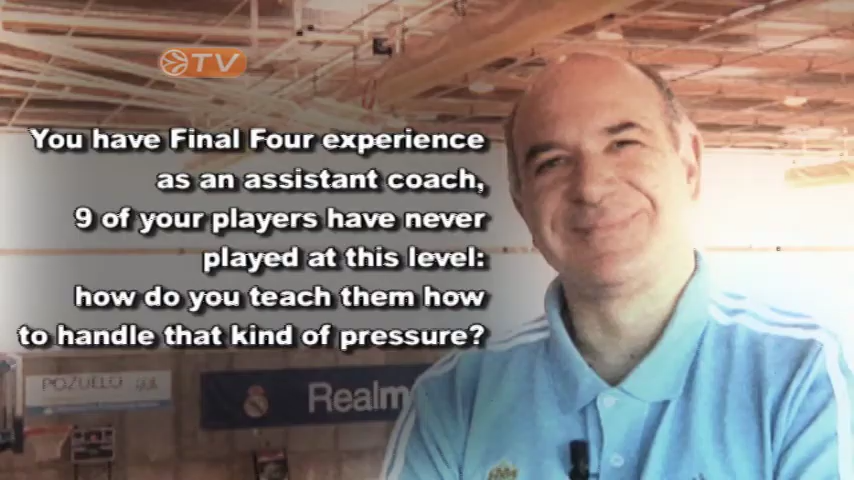 TV
You have Final Four experience
as an assistant coach,
9 of your players have never
played at this level:
how do you teach them how
to handle that kind of pressure?
POZUELO
Realm